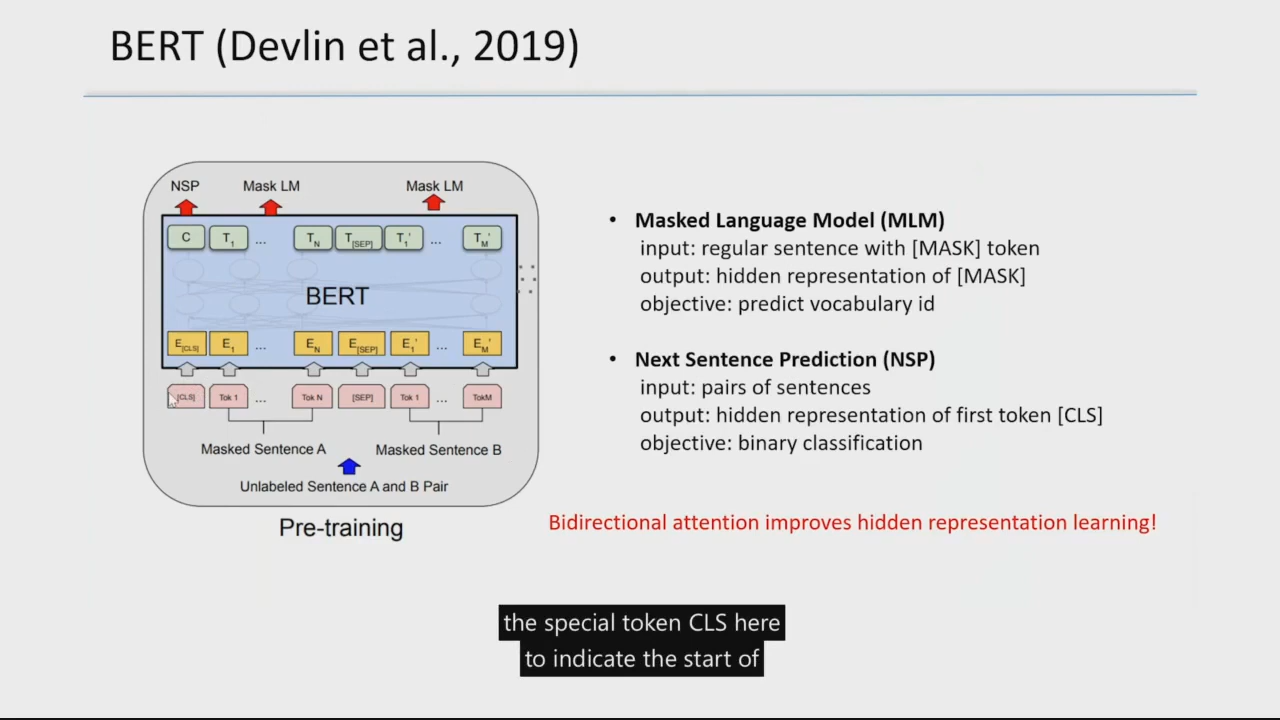 BERT (Devlin et al., 2019)
NSP Mask LM Mask LM
C T1 ... TN T[SEP] T1' ... TM'
BERT
E[CLS] E1 ... EN E[SEP] E1' ... EM'
[CLS] Tok 1 ... Tok N [SEP] Tok 1 ... TokM
Masked Sentence A Masked Sentence B
Unlabeled Sentence A and B Pair
Pre-training
• Masked Language Model (MLM)
input: regular sentence with [MASK] token
output: hidden representation of [MASK]
objective: predict vocabulary id
• Next Sentence Prediction (NSP)
input: pairs of sentences
output: hidden representation of first token [CLS]
objective: binary classification
Bidirectional attention improves hidden representation learning!
the special token CLS here
to indicate the start of